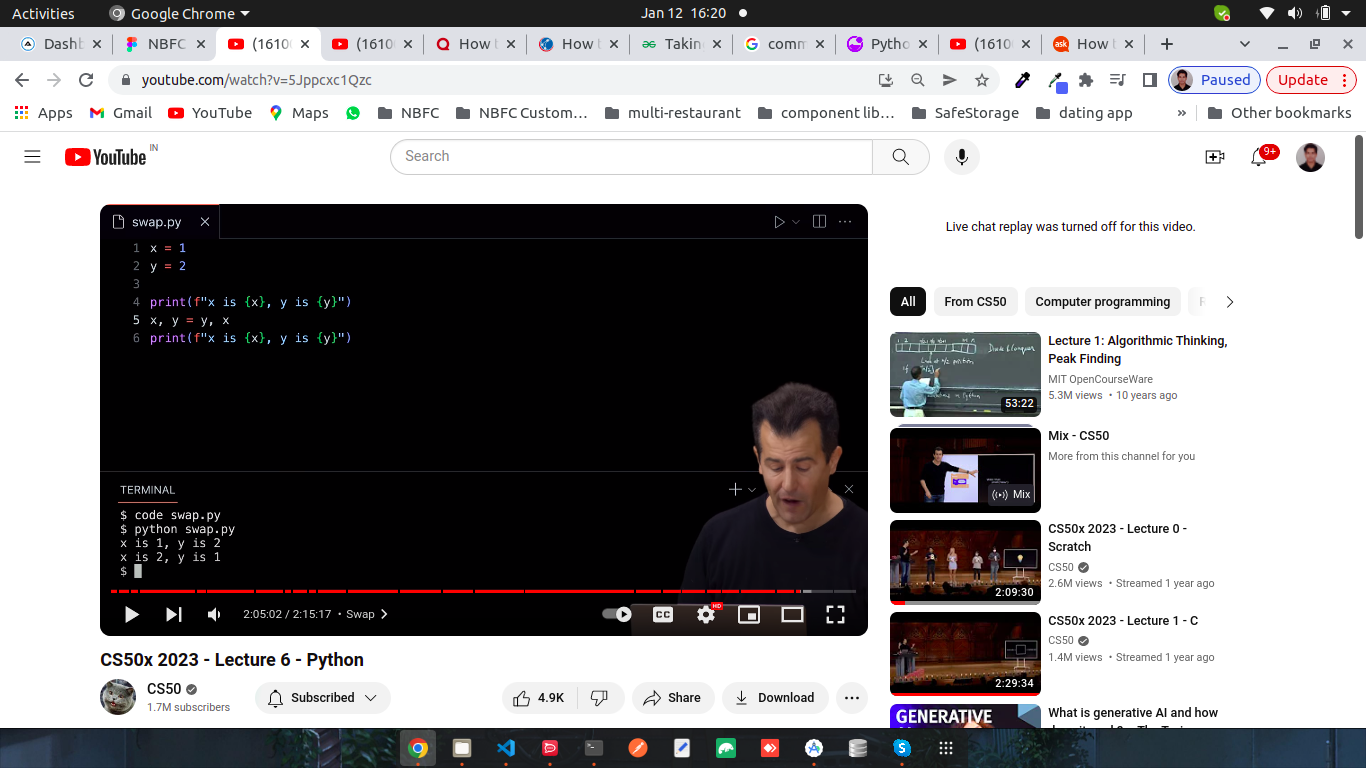 Activities Google Chrome Jan 12 16:20
Dashb NBFC (1610 (1610 How t How t Takin comm Pytho (1610 How t
youtube.com/watch?v=5Jppcxc1Qzc Paused Update
Apps Gmail YouTube Maps NBFC NBFC Custom… multi-restaurant component lib… SafeStorage dating app » Other bookmarks
YouTube IN Search 9+
swap.py
1 x = 1
2 y = 2
3
4 print(f"x is {x}, y is {y}")
5 x, y = y, x
6 print(f"x is {x}, y is {y}")
TERMINAL
$ code swap.py
$ python swap.py
x is 1, y is 2
x is 2, y is 1
$
2:05:02 / 2:15:17 • Swap CC HD
CS50x 2023 - Lecture 6 - Python
CS50
1.7M subscribers
Subscribed
4.9K
Share
Download
Live chat replay was turned off for this video.
All From CS50 Computer programming
Lecture 1: Algorithmic Thinking,
Peak Finding
MIT OpenCourseWare
5.3M views • 10 years ago
53:22
Mix - CS50
More from this channel for you
Mix
CS50x 2023 - Lecture 0 -
Scratch
CS50
2.6M views • Streamed 1 year ago
2:09:30
CS50x 2023 - Lecture 1 - C
CS50
1.4M views • Streamed 1 year ago
2:29:34
What is generative AI and how
GENERATIVE